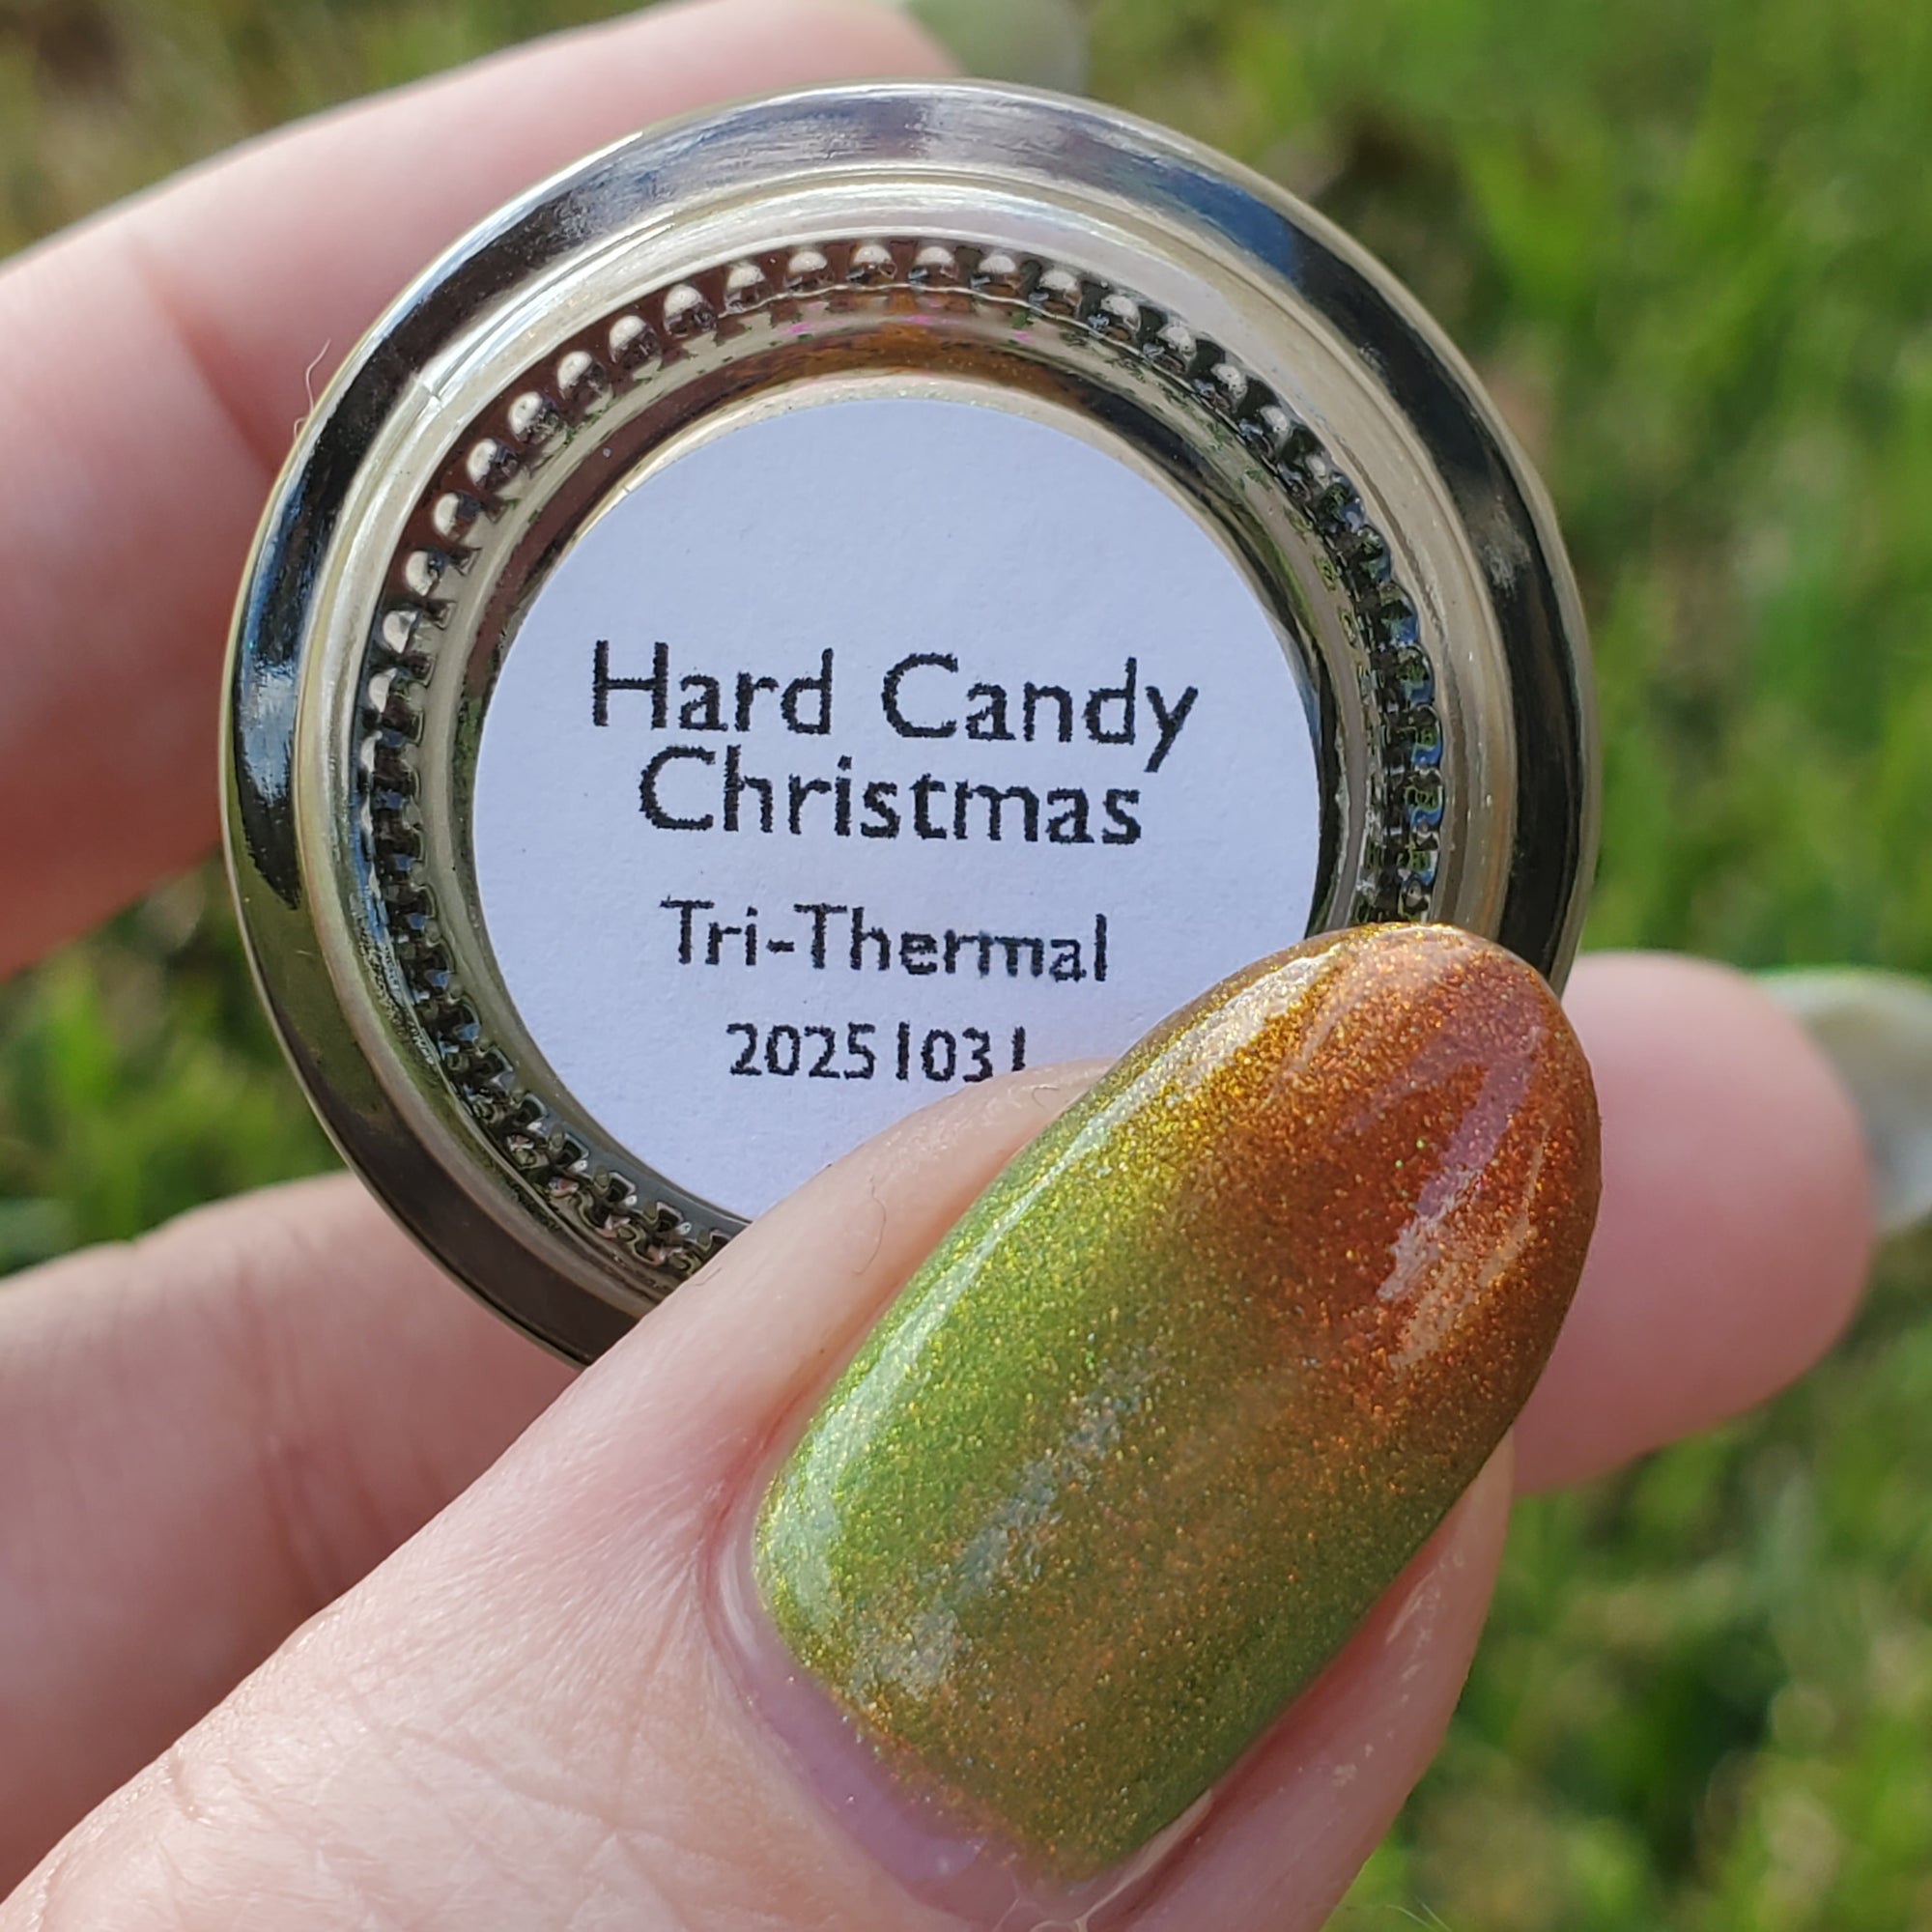 Hard Candy
Christmas
Tri-Thermal
20251031